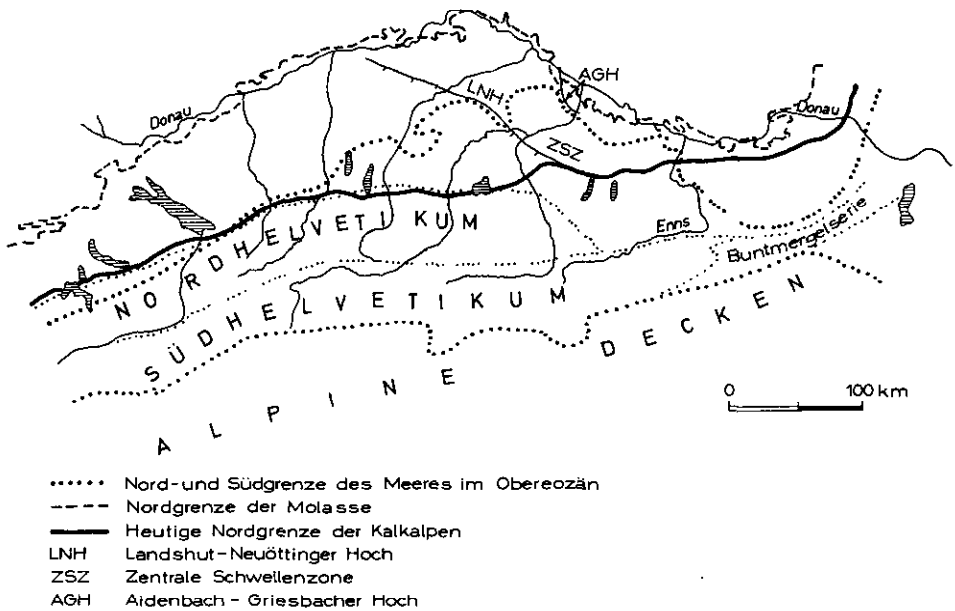 AGH
Donau
LNH
Donau
ZSZ
NORDHELVETIKUM
Enns
Buntmergelserie
SÜDHELVETIKUM
ALPINE DECKEN
0 100 km
Nord-und Südgrenze des Meeres im Obereozän
Nordgrenze der Molasse
Heutige Nordgrenze der Kalkalpen
LNH Landshut-Neuöttinger Hoch
ZSZ Zentrale Schwellenzone
AGH Aidenbach - Griesbacher Hoch